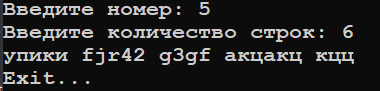 Введите номер: 5
Введите количество строк: 6
упики fjr42 g3gf акцакц кцц
Exit...